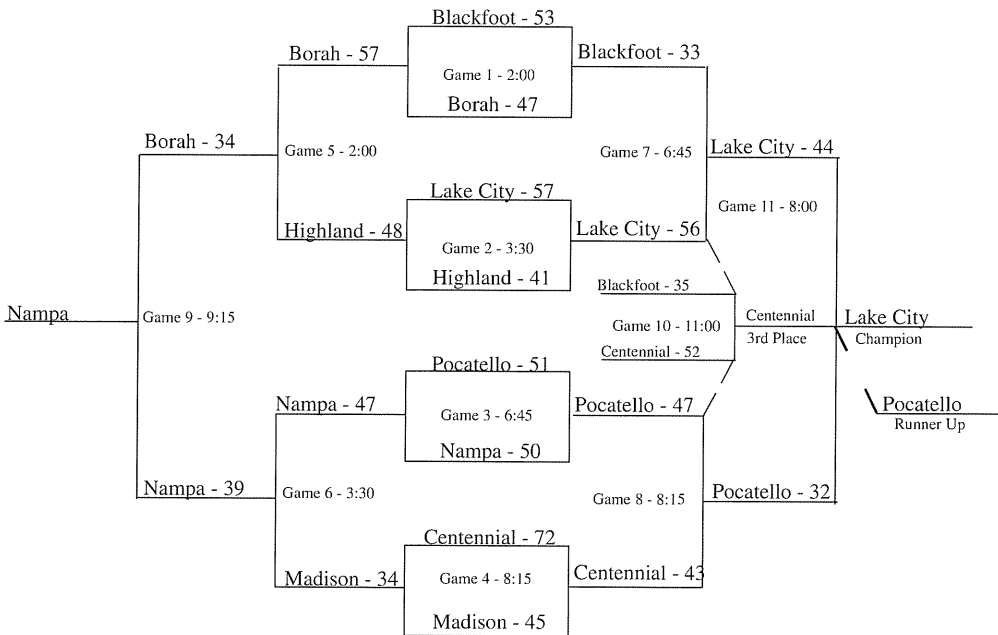 Blackfoot - 53
Borah - 57
Blackfoot - 33
Game 1 - 2:00
Borah - 47
Borah - 34
Game 5 - 2:00
Game 7 - 6:45
Lake City - 44
Lake City - 57
Game 11 - 8:00
Highland - 48
Game 2 - 3:30
Lake City - 56
Highland - 41
Blackfoot - 35
Nampa
Game 9 - 9:15
Game 10 - 11:00
Centennial
3rd Place
Lake City
Champion
Centennial - 52
Pocatello - 51
Nampa - 47
Game 3 - 6:45
Pocatello - 47
Pocatello
Runner Up
Nampa - 50
Nampa - 39
Game 6 - 3:30
Game 8 - 8:15
Pocatello - 32
Centennial - 72
Madison - 34
Game 4 - 8:15
Centennial - 43
Madison - 45